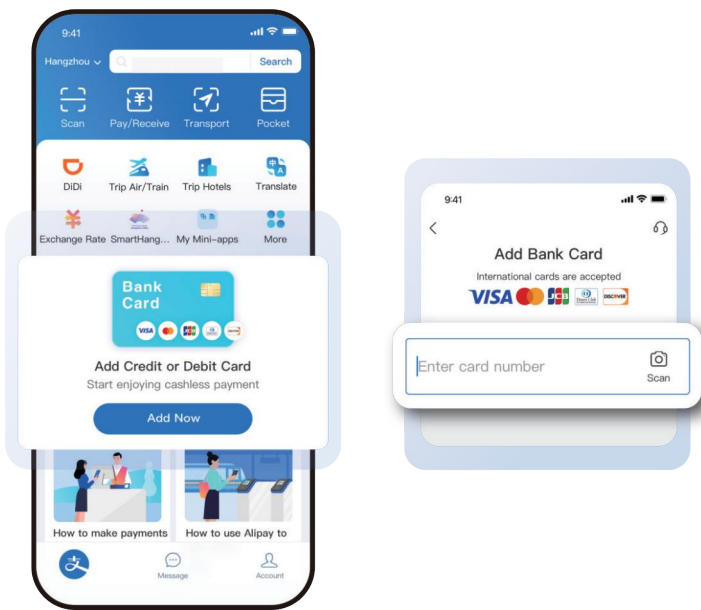 9:41
Hangzhou
Search
Scan
Pay/Receive
Transport
Pocket
DiDi
Trip Air/Train
Trip Hotels
Translate
Exchange Rate
SmartHang...
My Mini-apps
More
Bank
Card
VISA
JCB
Add Credit or Debit Card
Start enjoying cashless payment
Add Now
How to make payments
How to use Alipay to
支
Message
Account
9:41
Add Bank Card
International cards are accepted
VISA
JCB
DISCOVER
Enter card number
Scan